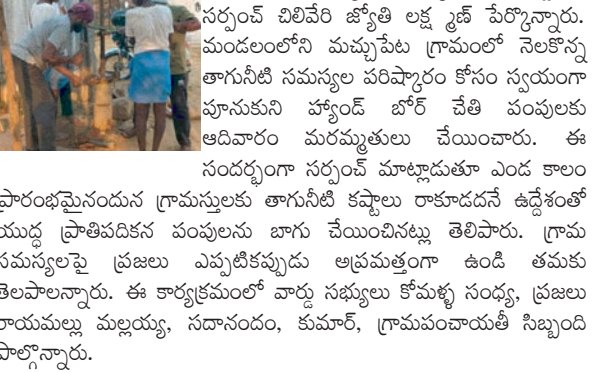 సర్పంచ్ చిలివేరి జ్యోతి లక్ష్మణ్ పేర్కొన్నారు.
మండలంలోని మచ్చుపేట గ్రామంలో నెలకొన్న
తాగునీటి సమస్యల పరిష్కారం కోసం స్వయంగా
పూనుకుని హ్యాండ్ బోర్ చేతి పంపులకు
ఆదివారం మరమ్మతులు చేయించారు. ఈ
సందర్భంగా సర్పంచ్ మాట్లాడుతూ ఎండ కాలం
ప్రారంభమైనందున గ్రామస్తులకు తాగునీటి కష్టాలు రాకూడదనే ఉద్దేశంతో
యుద్ధ ప్రాతిపదికన పంపులను బాగు చేయించినట్లు తెలిపారు. గ్రామ
సమస్యలపై ప్రజలు ఎప్పటికప్పుడు అప్రమత్తంగా ఉండి తమకు
తెలపాలన్నారు. ఈ కార్యక్రమంలో వార్డు సభ్యులు కోమళ్ళ సంధ్య, ప్రజలు
రాయమల్లు మల్లయ్య, సదానందం, కుమార్, గ్రామపంచాయతీ సిబ్బంది
పాల్గొన్నారు.